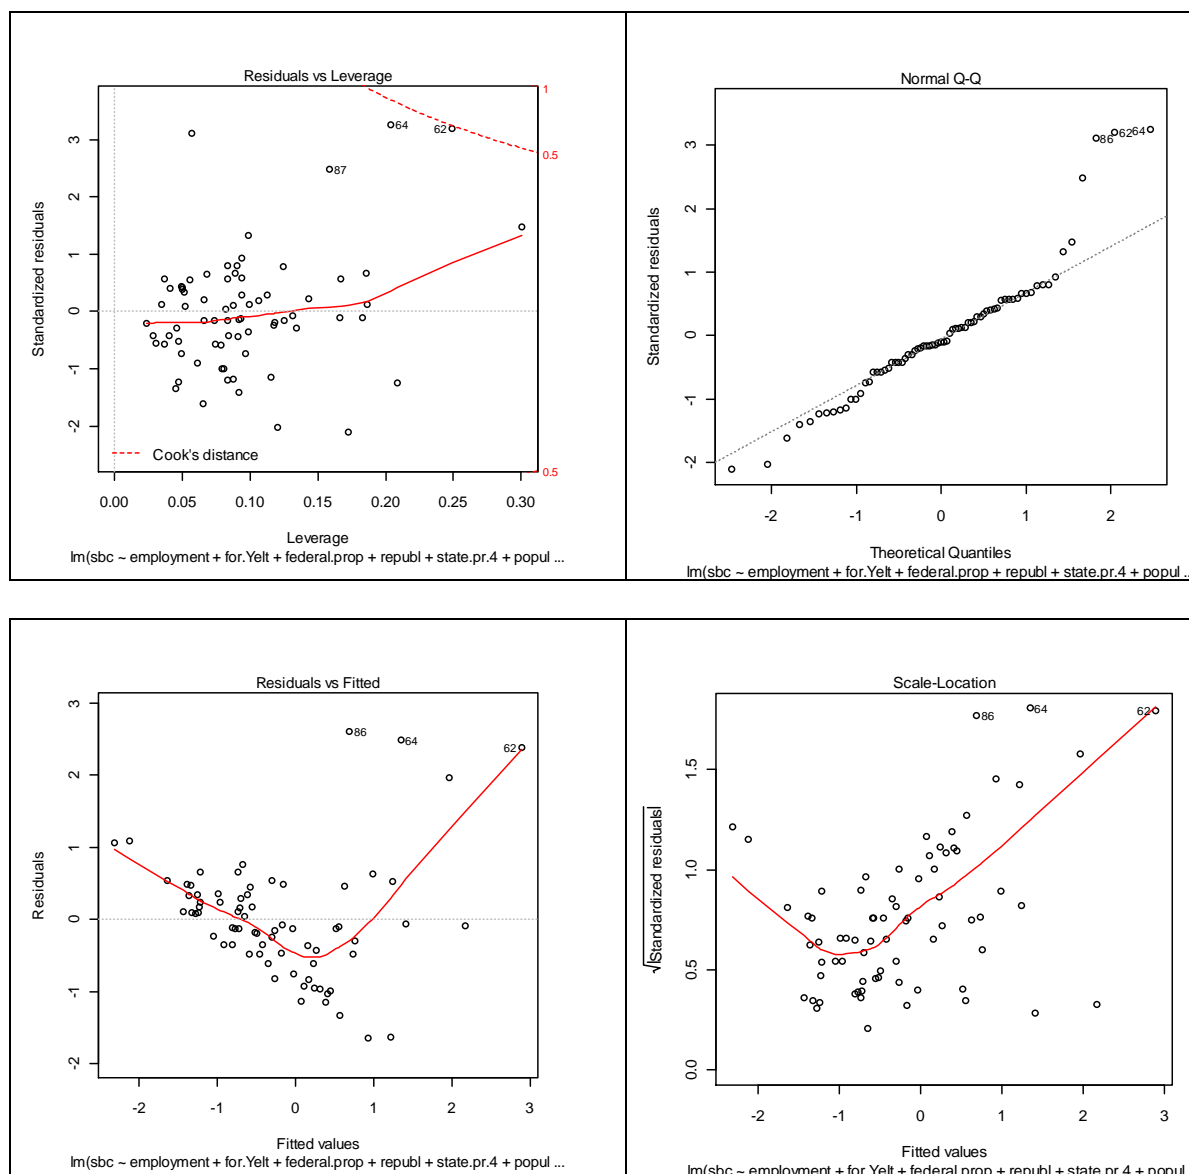 Residuals vs Leverage
1
0.5
0.5
64
62
87
3
2
1
0
-1
-2
Standardized residuals
Cook's distance
0.00 0.05 0.10 0.15 0.20 0.25 0.30
Leverage
lm(sbc ~ employment + for.Yelt + federal.prop + republ + state.pr.4 + popul ...
Normal Q-Q
86 62 64
3
2
1
0
-1
-2
Standardized residuals
-2 -1 0 1 2
Theoretical Quantiles
lm(sbc ~ employment + for.Yelt + federal.prop + republ + state.pr.4 + popul ..
Residuals vs Fitted
86
64
62
3
2
1
0
-1
-2
Residuals
-2 -1 0 1 2 3
Fitted values
lm(sbc ~ employment + for.Yelt + federal.prop + republ + state.pr.4 + popul ...
Scale-Location
86
64
62
1.5
1.0
0.5
0.0
√|Standardized residuals|
-2 -1 0 1 2 3
Fitted values
lm(sbc ~ employment + for.Yelt + federal.prop + republ + state.pr.4 + popul